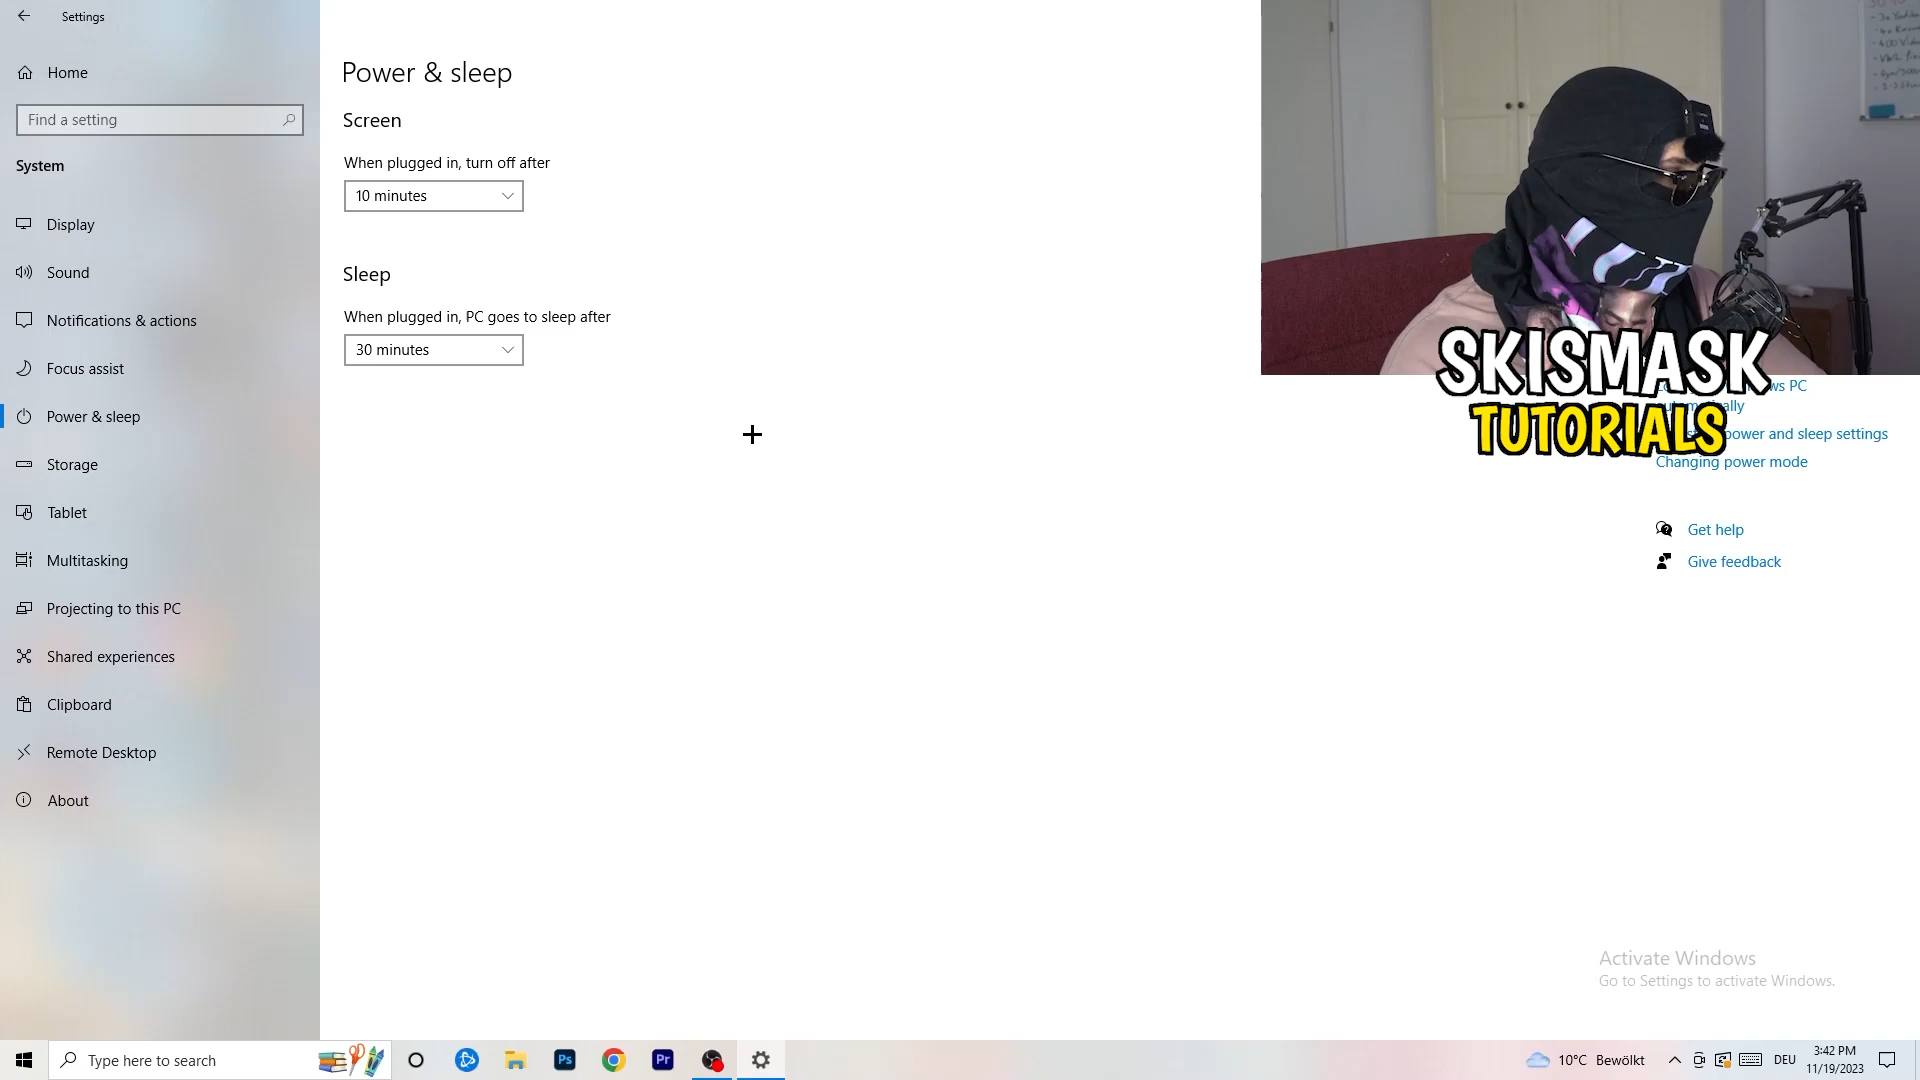 Settings
Home
Find a setting
System
Display
Sound
Notifications & actions
Focus assist
Power & sleep
Storage
Tablet
Multitasking
Projecting to this PC
Shared experiences
Clipboard
Remote Desktop
About
Power & sleep
Screen
When plugged in, turn off after
10 minutes
Sleep
When plugged in, PC goes to sleep after
30 minutes
SKISMASK
TUTORIALS
PC
power and sleep settings
Changing power mode
Get help
Give feedback
Activate Windows
Go to Settings to activate Windows.
Type here to search
Ps
Pr
10°C Bewölkt
DEU
3:42 PM
11/19/2023